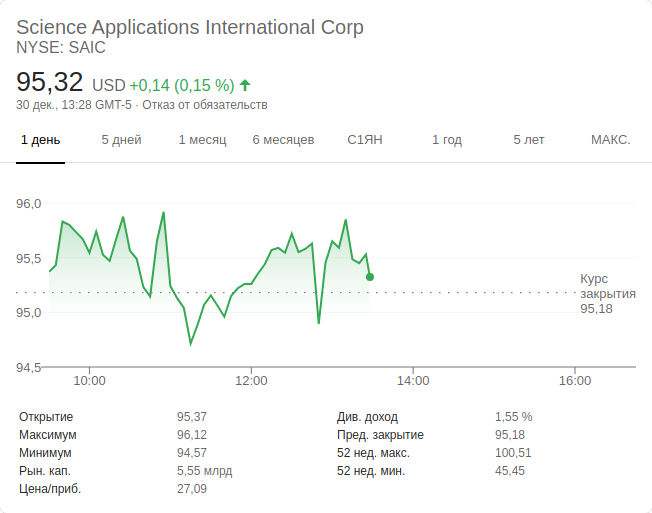 Science Applications International Corp
NYSE: SAIC
95,32 USD +0,14 (0,15 %)
30 дек., 13:28 GMT-5 · Отказ от обязательств
1 день 5 дней 1 месяц 6 месяцев С1ЯН 1 год 5 лет МАКС.
96,0
95,5
95,0
94,5
Курс
закрытия
95,18
10:00 12:00 14:00 16:00
Открытие 95,37 Див. доход 1,55 %
Максимум 96,12 Пред. закрытие 95,18
Минимум 94,57 52 нед. макс. 100,51
Рын. кап. 5,55 млрд 52 нед. мин. 45,45
Цена/приб. 27,09